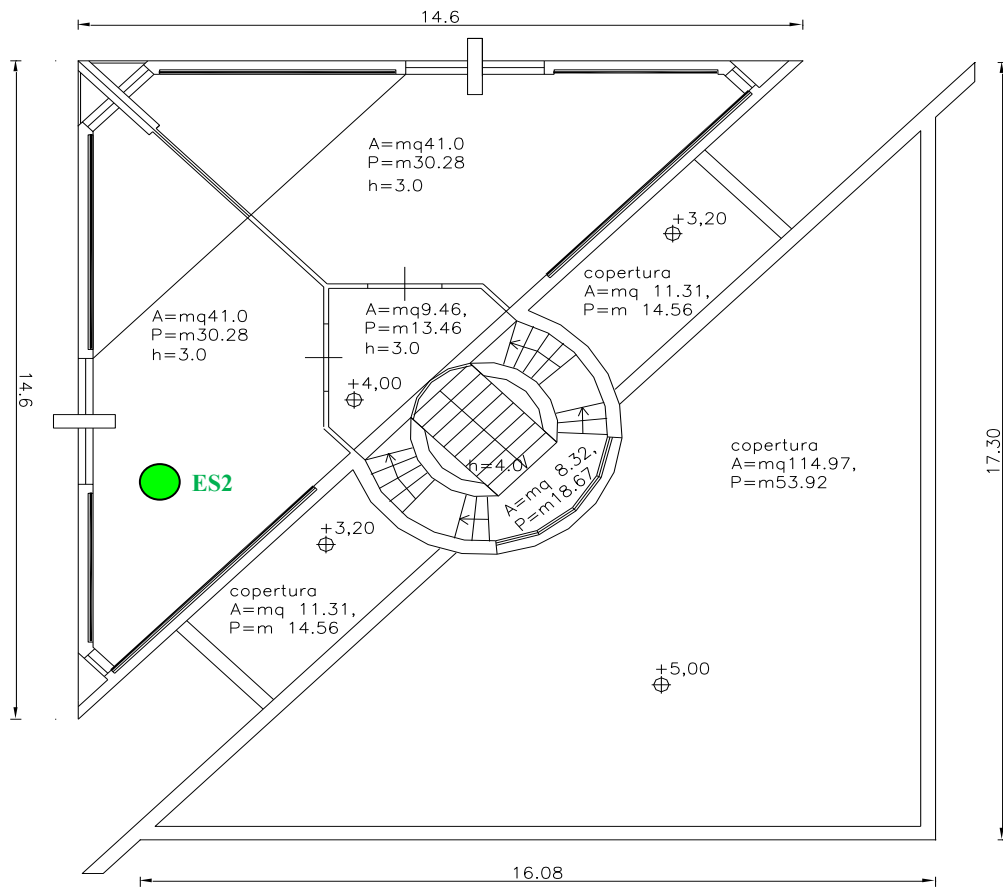 14.6
A=mq41.0
P=m30.28
h=3.0
+3,20
copertura
A=mq 11.31,
P=m 14.56
A=mq41.0
P=m30.28
h=3.0
A=mq9.46,
P=m13.46
h=3.0
+4,00
14.6
copertura
A=mq114.97,
P=m53.92
17.30
h=4.0
A=mq 8.32,
P=m18.67
ES2
+3,20
copertura
A=mq 11.31,
P=m 14.56
+5,00
16.08